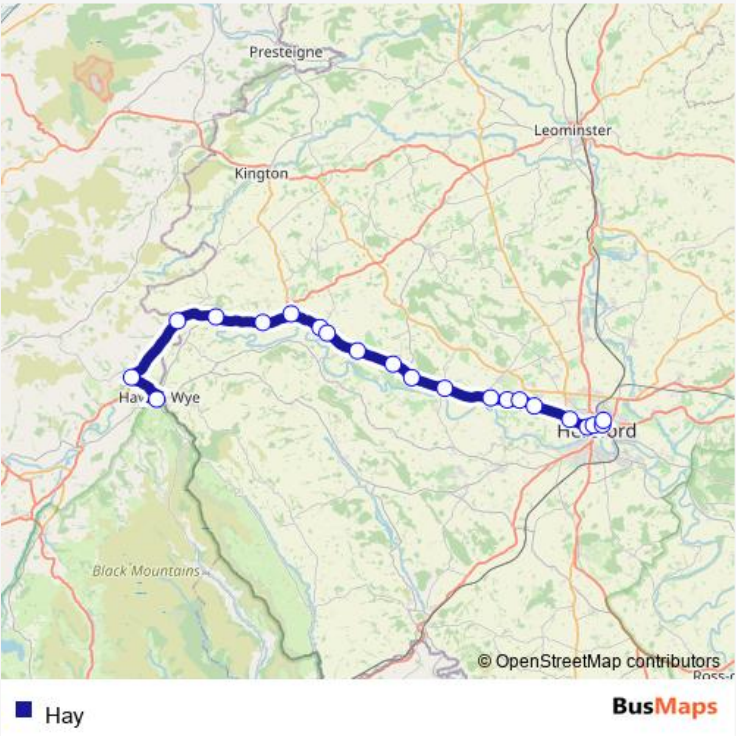 Presteigne
Leominster
Kington
Wye
Black Mountains
© OpenStreetMap contributors
Hay
BusMaps